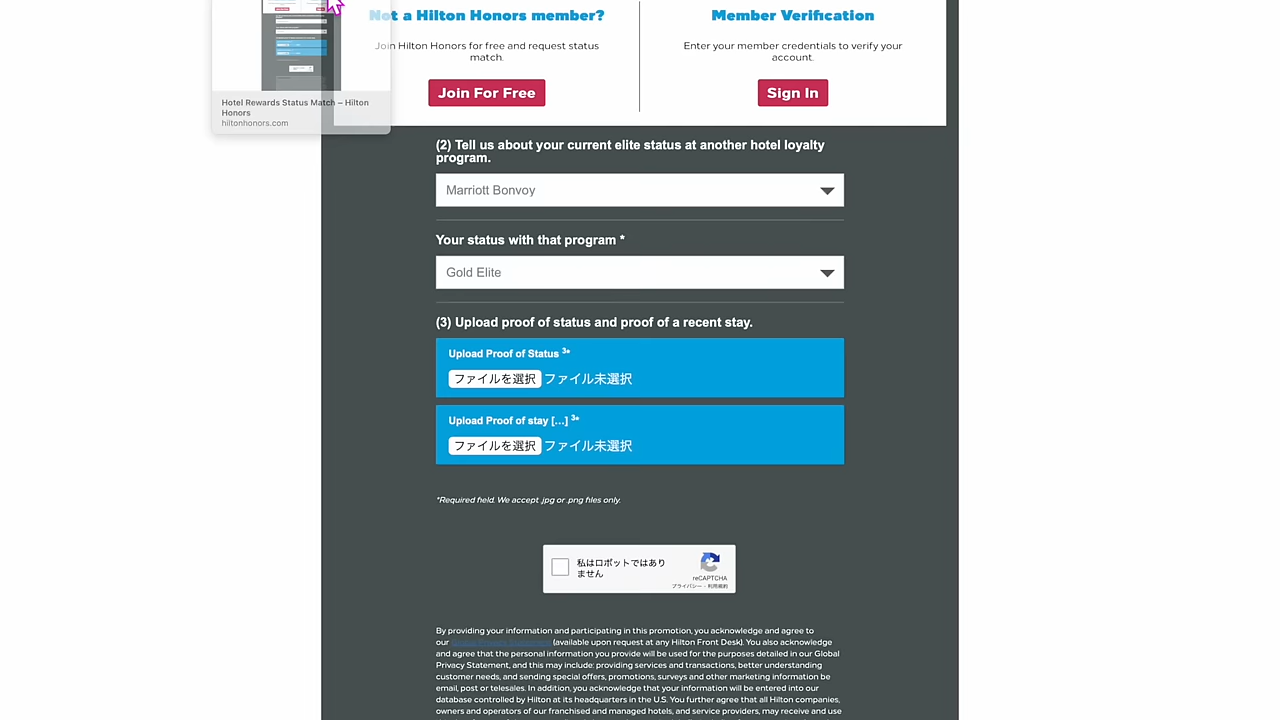 Not a Hilton Honors member?
Join Hilton Honors for free and request status
match.
Join For Free
Member Verification
Enter your member credentials to verify your
account.
Sign In
Hotel Rewards Status Match – Hilton
Honors
hiltonhonors.com
(2) Tell us about your current elite status at another hotel loyalty
program.
Marriott Bonvoy
Your status with that program *
Gold Elite
(3) Upload proof of status and proof of a recent stay.
Upload Proof of Status 3*
ファイルを選択 ファイル未選択
Upload Proof of stay [...] 3*
ファイルを選択 ファイル未選択
*Required field. We accept .jpg or .png files only.
私はロボットではあり
ません
reCAPTCHA
プライバシー - 利用規約
By providing your information and participating in this promotion, you acknowledge and agree to
our (available upon request at any Hilton Front Desk). You also acknowledge
and agree that the personal information you provide will be used for the purposes detailed in our Global
Privacy Statement, and this may include: providing services and transactions, better understanding
customer needs, and sending special offers, promotions, surveys and other marketing information be
email, post or telesales. In addition, you acknowledge that your information will be entered into our
database controlled by Hilton at its headquarters in the U.S. You further agree that all Hilton companies,
owners and operators of our franchised and managed hotels, and service providers, may receive and use